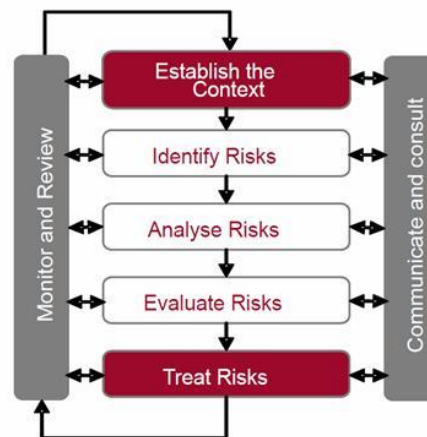 Establish the
Context
Identify Risks
Analyse Risks
Evaluate Risks
Treat Risks
Monitor and Review
Communicate and consult